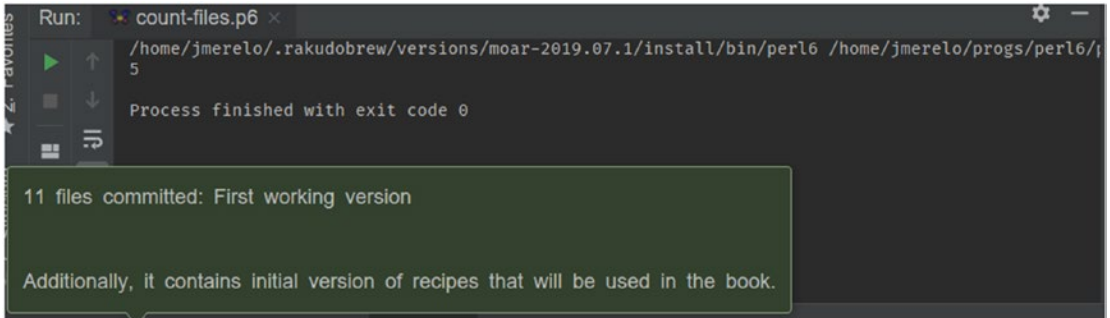 Run: count-files.p6 ×
/home/jmerelo/.rakudobrew/versions/moar-2019.07.1/install/bin/perl6 /home/jmerelo/progs/perl6/
5
Process finished with exit code 0
2: Favorites
11 files committed: First working version
Additionally, it contains initial version of recipes that will be used in the book.